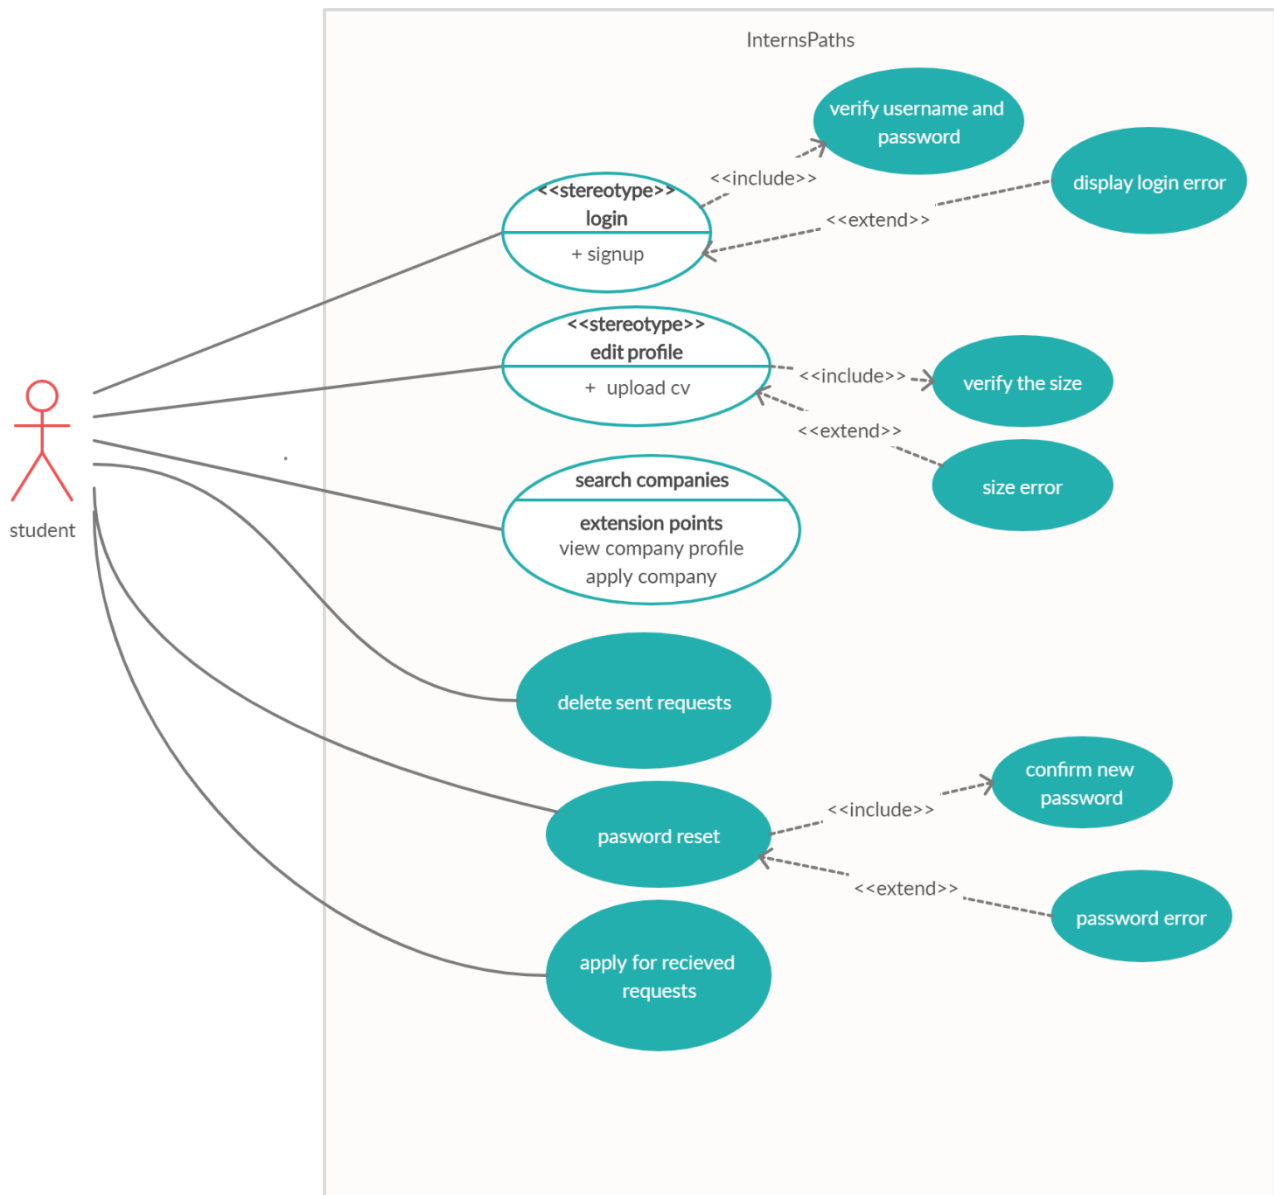 InternsPaths
verify username and
password
<<include>>
display login error
<<extend>>
<<stereotype>>
login
+ signup
<<stereotype>>
edit profile
+ upload cv
<<include>>
verify the size
<<extend>>
size error
search companies
extension points
view company profile
apply company
student
delete sent requests
confirm new
password
<<include>>
pasword reset
<<extend>>
password error
apply for recieved
requests